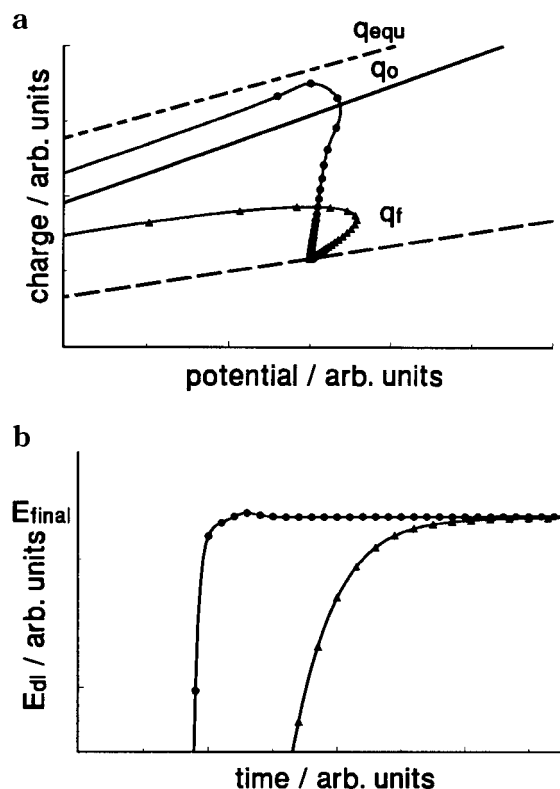 a
qequ
qo
qf
charge / arb. units
potential / arb. units
b
Efinal
Edl / arb. units
time / arb. units